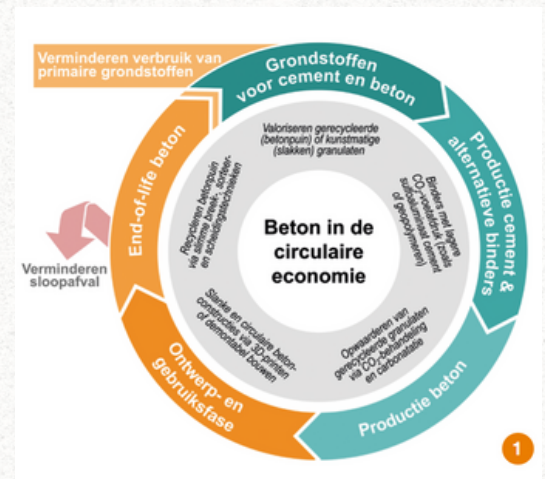 Verminderen verbruik van
primaire grondstoffen
Grondstoffen
voor cement en beton
Productie cement &
alternatieve binders
Productie beton
Ontwerp- en
gebruiksfase
End-of-life beton
Verminderen
sloopafval
Valoriseren gerecycleerde
(betonpuin) of kunstmatige
(slakken) granulaten
Binders met lagere
CO₂-voetafdruk (zoals
sulfoaluminaat cement
of geopolymeren)
Opwaarderen van
gerecycleerde granulaten
via CO₂-behandeling
en carbonatatie
Slanke en circulaire beton-
constructies via 3D-printen
of demontabel bouwen
Recycleren betonpuin
via slimme breek-, sorteer-
en scheidingstechnieken
Beton in de
circulaire
economie
1